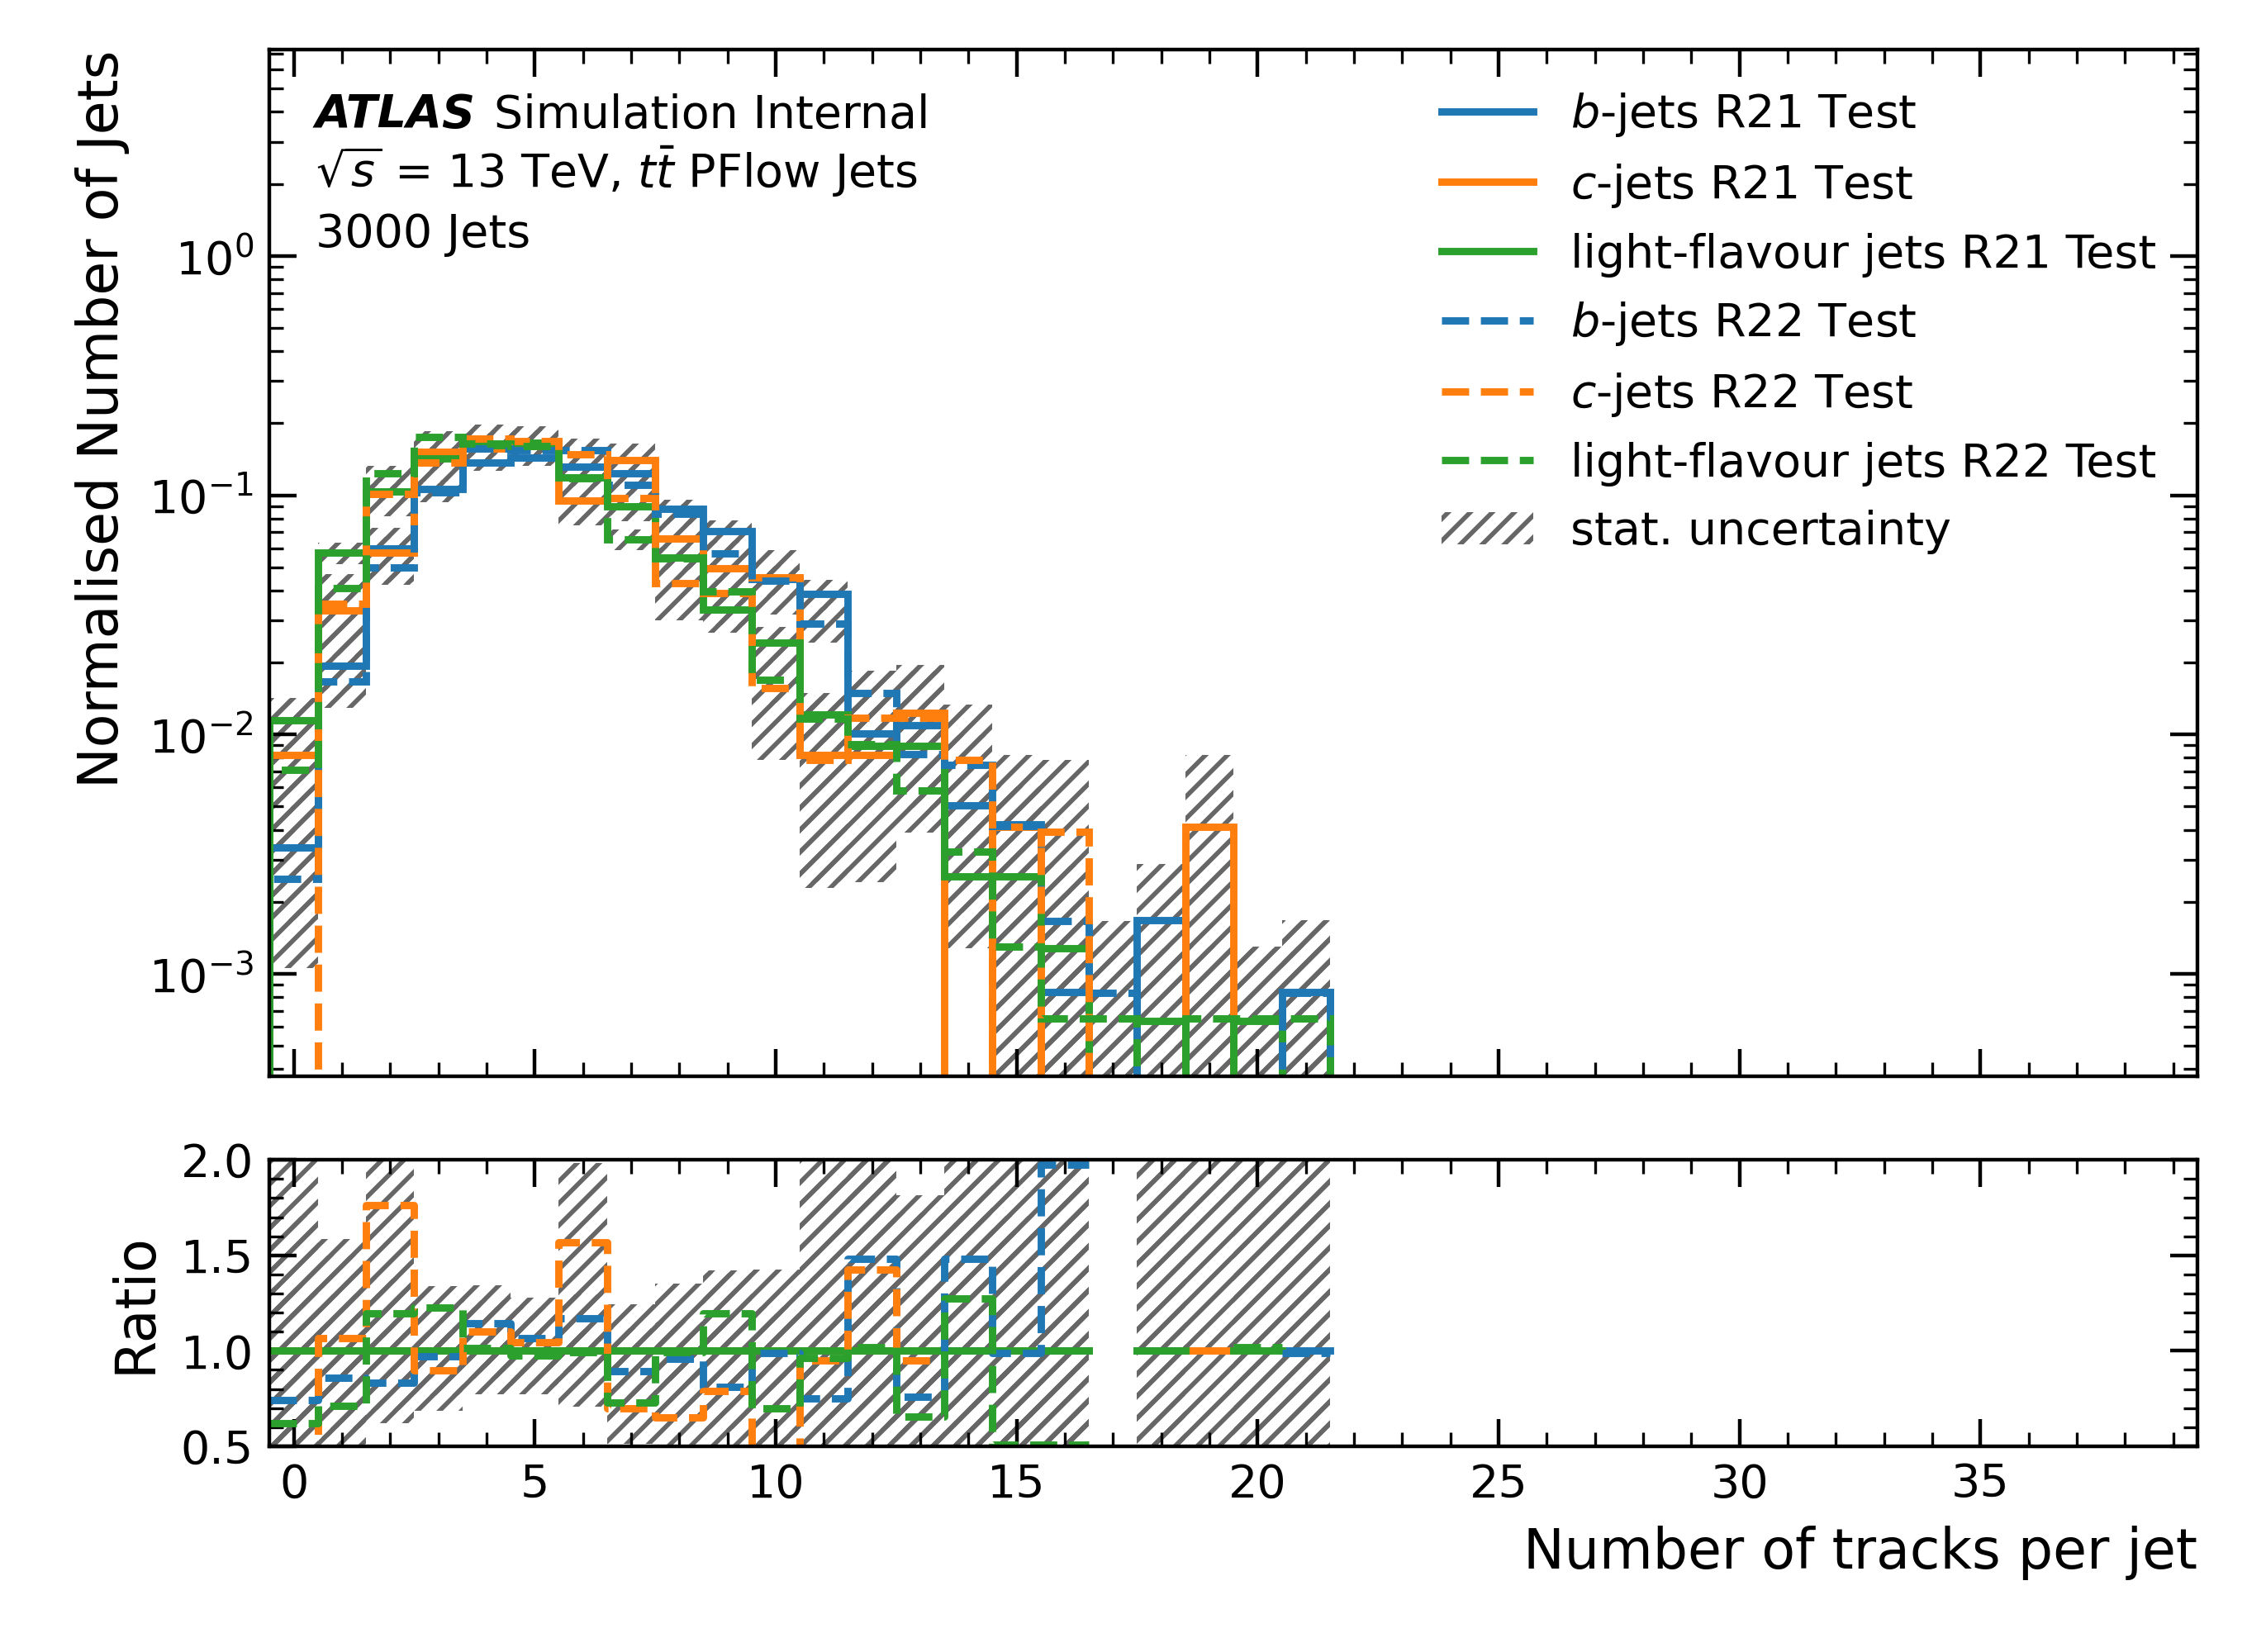 Normalised Number of Jets
ATLAS Simulation Internal
√s = 13 TeV, tt̄ PFlow Jets
3000 Jets
b-jets R21 Test
c-jets R21 Test
light-flavour jets R21 Test
b-jets R22 Test
c-jets R22 Test
light-flavour jets R22 Test
stat. uncertainty
10⁰
10⁻¹
10⁻²
10⁻³
Ratio
2.0
1.5
1.0
0.5
0 5 10 15 20 25 30 35
Number of tracks per jet